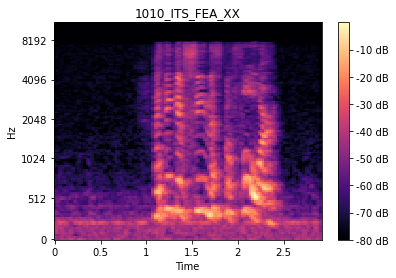 1010_ITS_FEA_XX
8192
4096
2048
1024
512
0
Hz
0
0.5
1
1.5
2
2.5
Time
-10 dB
-20 dB
-30 dB
-40 dB
-50 dB
-60 dB
-70 dB
-80 dB